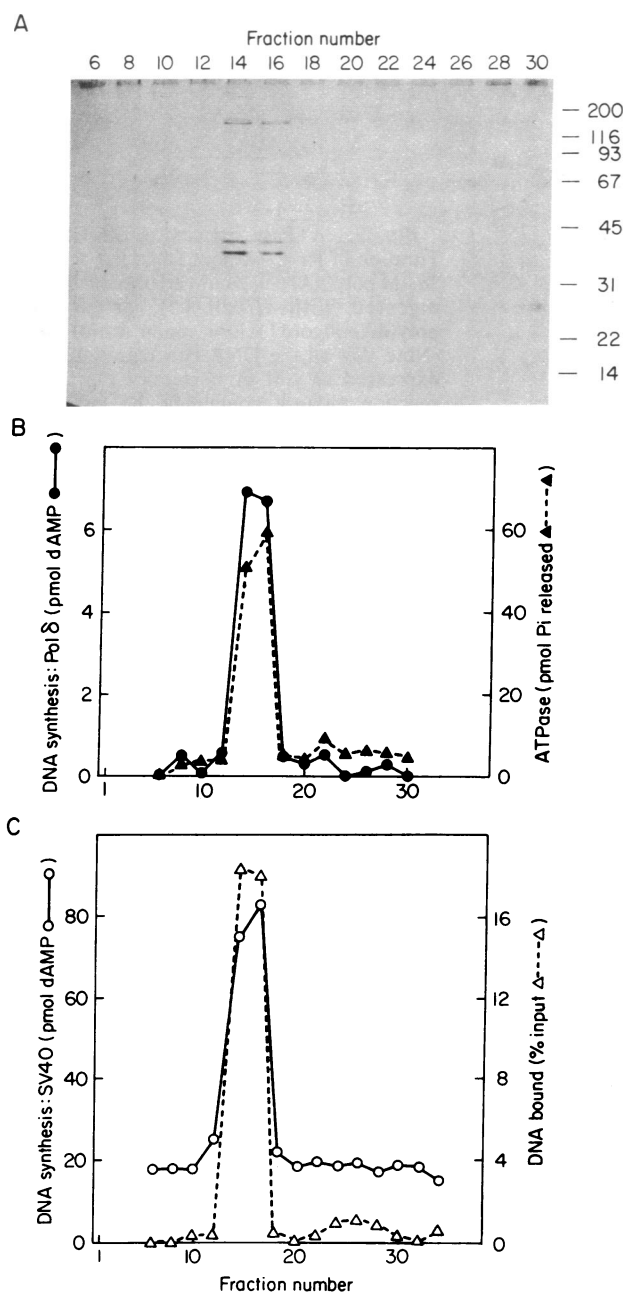 A
Fraction number
6 8 10 12 14 16 18 20 22 24 26 28 30
200
116
93
67
45
31
22
14
B
DNA synthesis: Pol δ (pmol dAMP ●—●)
6
4
2
0
ATPase (pmol Pi released ▲----▲)
60
40
20
0
1 10 20 30
C
DNA synthesis: SV40 (pmol dAMP ○—○)
80
60
40
20
0
DNA bound (% input △----△)
16
12
8
4
0
1 10 20 30
Fraction number